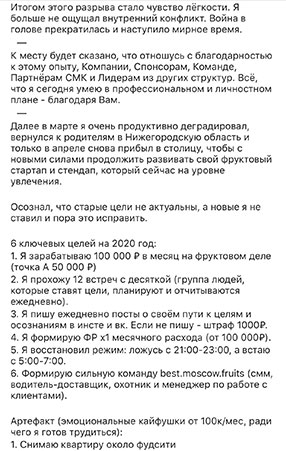 Итогом этого разрыва стало чувство лёгкости. Я
больше не ощущал внутренний конфликт. Война в
голове прекратилась и наступило мирное время.
—
К месту будет сказано, что отношусь с благодарностью
к этому опыту, Компании, Спонсорам, Команде,
Партнёрам СМК и Лидерам из других структур. Всё,
что я сегодня умею в профессиональном и личностном
плане - благодаря Вам.
—
Далее в марте я очень продуктивно деградировал,
вернулся к родителям в Нижегородскую область и
только в апреле снова прибыл в столицу, чтобы с
новыми силами продолжить развивать свой фруктовый
стартап и стендап, который сейчас на уровне
увлечения.
Осознал, что старые цели не актуальны, а новые я не
ставил и пора это исправить.
6 ключевых целей на 2020 год:
1. Я зарабатываю 100 000 ₽ в месяц на фруктовом деле
(точка А 50 000 ₽)
2. Я прохожу 12 встреч с десяткой (группа людей,
которые ставят цели, планируют и отчитываются
ежедневно).
3. Я пишу ежедневно посты о своём пути к целям и
осознаниям в инсте и вк. Если не пишу - штраф 1000₽.
4. Я формирую ФР х1 месячного расхода (от 100 000₽).
5. Я восстановил режим: ложусь с 21:00-23:00, а встаю
с 5:00-7:00.
6. Формирую сильную команду best.moscow.fruits (смм,
водитель-доставщик, охотник и менеджер по работе с
клиентами).
Артефакт (эмоциональные кайфушки от 100к/мес, ради
чего я готов трудиться):
1. Снимаю квартиру около фудсити